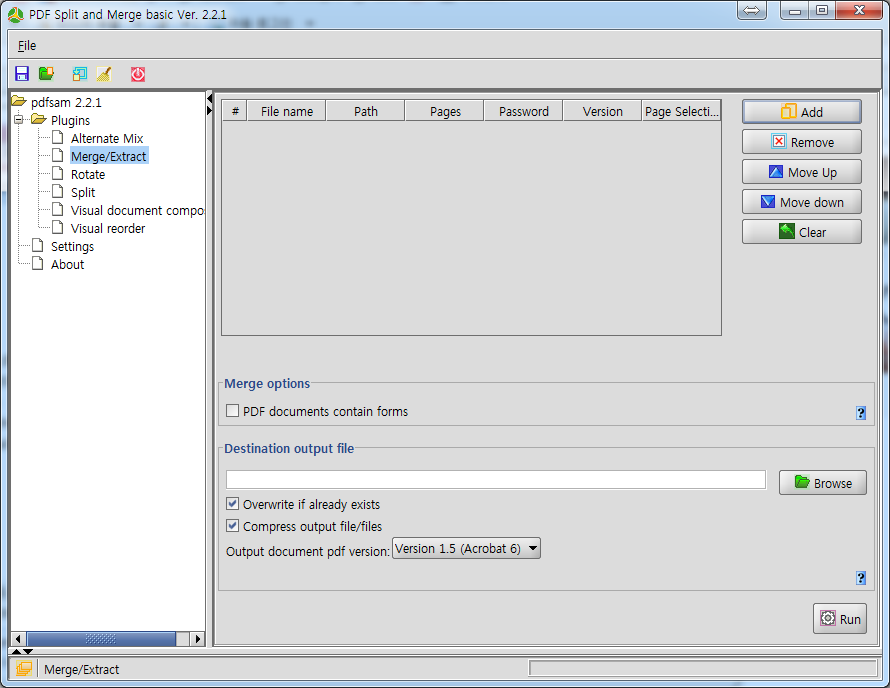 PDF Split and Merge basic Ver. 2.2.1
File
pdfsam 2.2.1
Plugins
Alternate Mix
Merge/Extract
Rotate
Split
Visual document compo
Visual reorder
Settings
About
# File name Path Pages Password Version Page Selecti...
Add
Remove
Move Up
Move down
Clear
Merge options
PDF documents contain forms
?
Destination output file
Browse
Overwrite if already exists
Compress output file/files
Output document pdf version: Version 1.5 (Acrobat 6)
?
Run
Merge/Extract